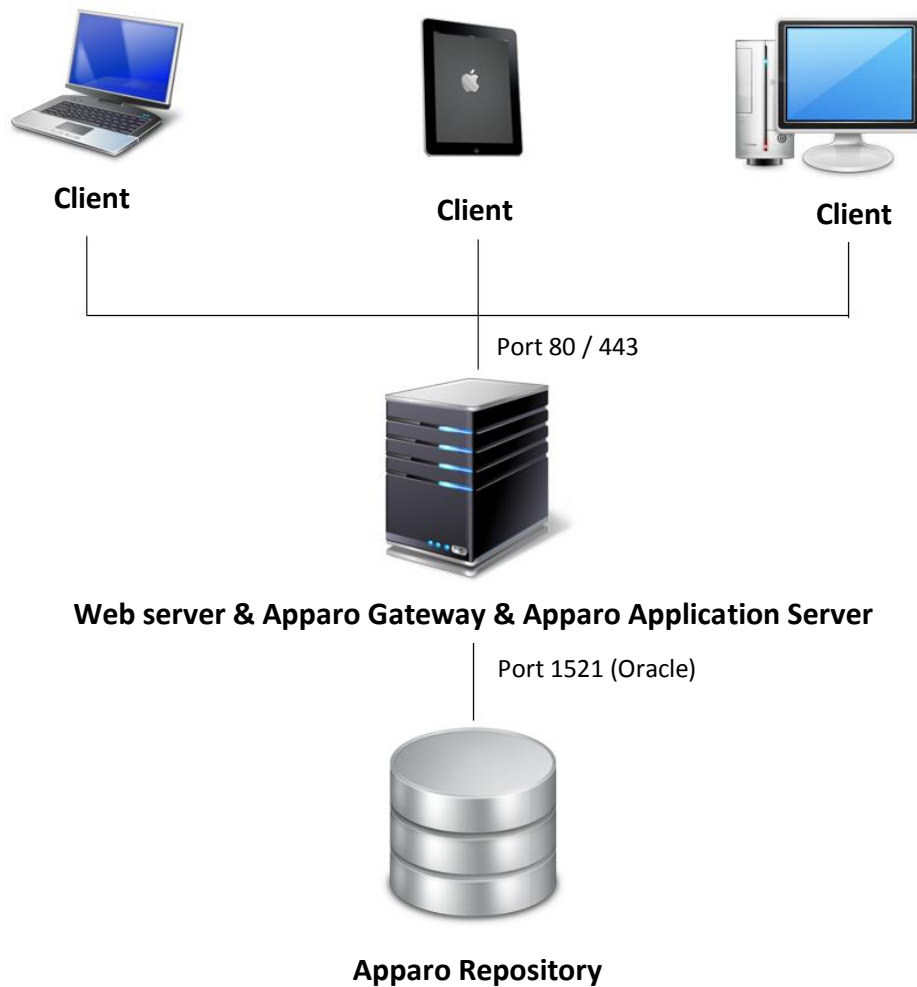 Client
Client
Client
Port 80 / 443
Web server & Apparo Gateway & Apparo Application Server
Port 1521 (Oracle)
Apparo Repository